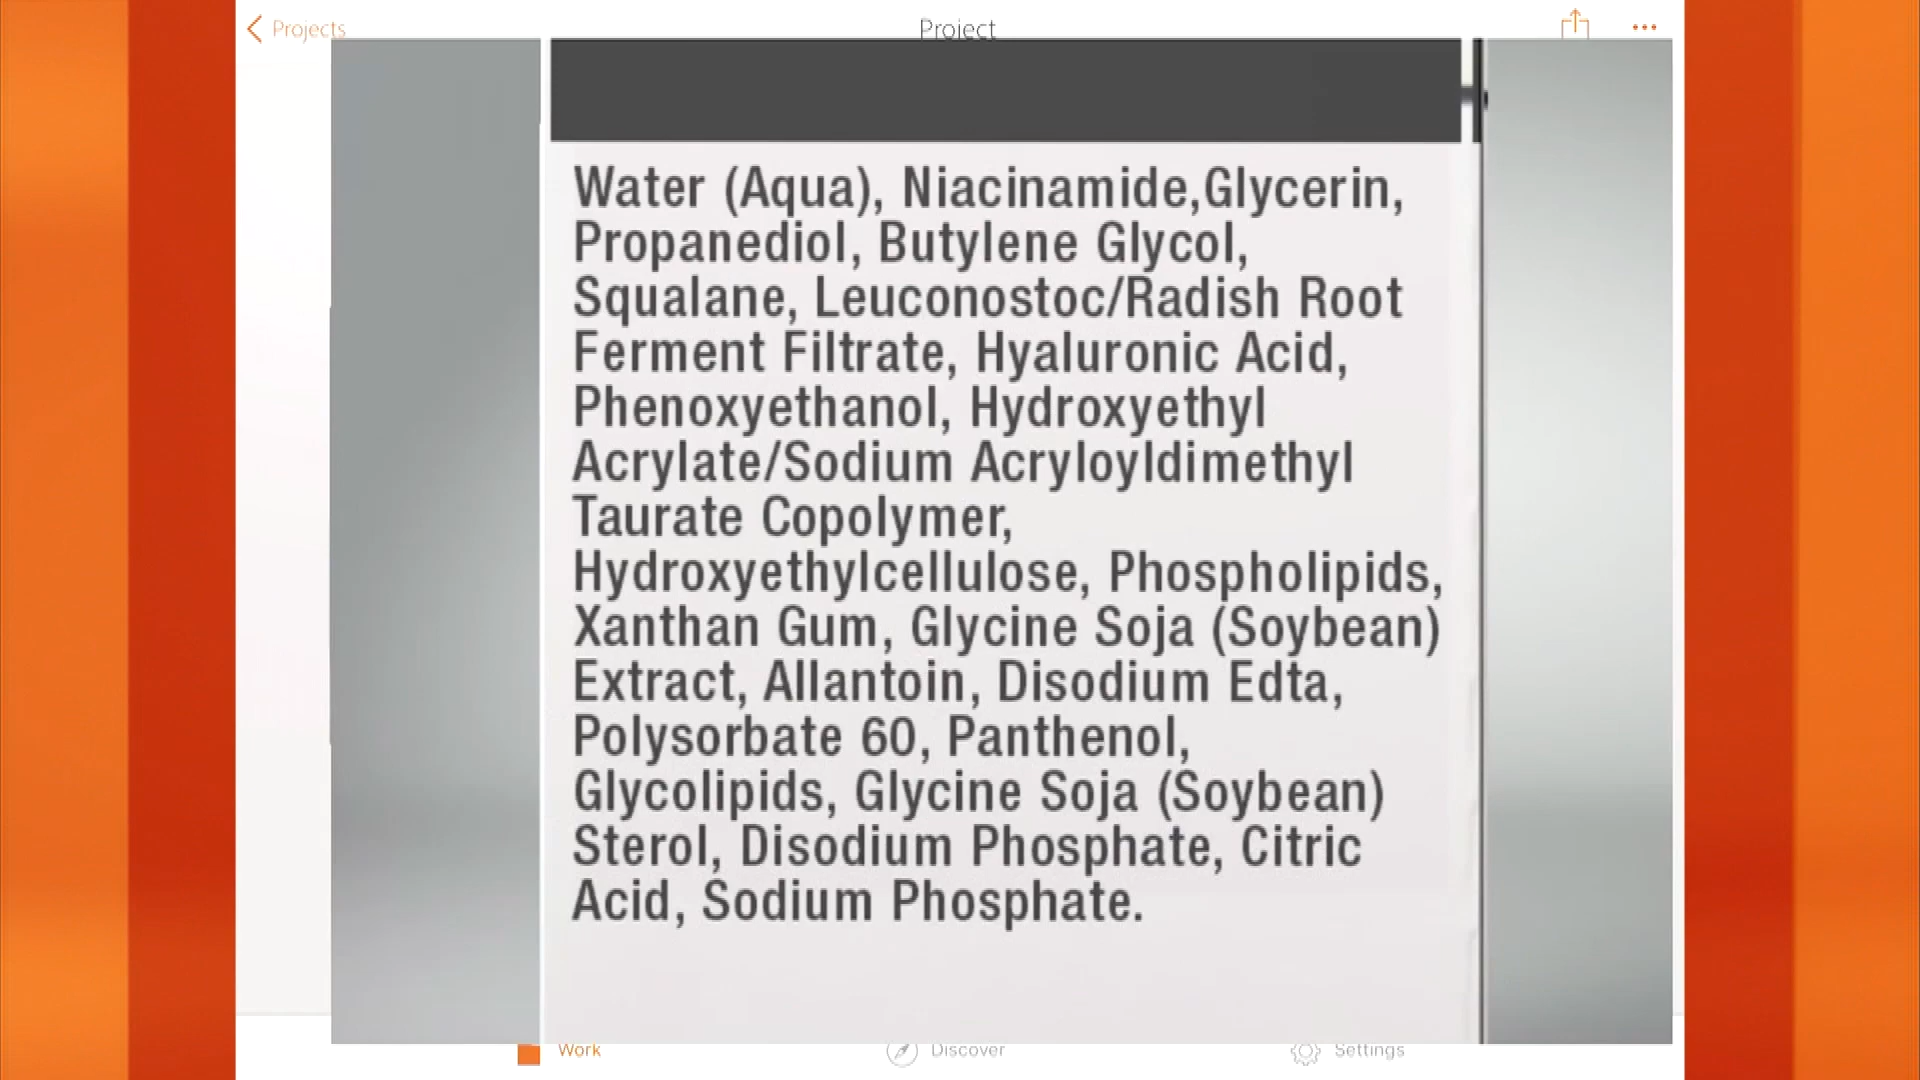 Projects
Project
Water (Aqua), Niacinamide,Glycerin,
Propanediol, Butylene Glycol,
Squalane, Leuconostoc/Radish Root
Ferment Filtrate, Hyaluronic Acid,
Phenoxyethanol, Hydroxyethyl
Acrylate/Sodium Acryloyldimethyl
Taurate Copolymer,
Hydroxyethylcellulose, Phospholipids,
Xanthan Gum, Glycine Soja (Soybean)
Extract, Allantoin, Disodium Edta,
Polysorbate 60, Panthenol,
Glycolipids, Glycine Soja (Soybean)
Sterol, Disodium Phosphate, Citric
Acid, Sodium Phosphate.
Work
Discover
Settings